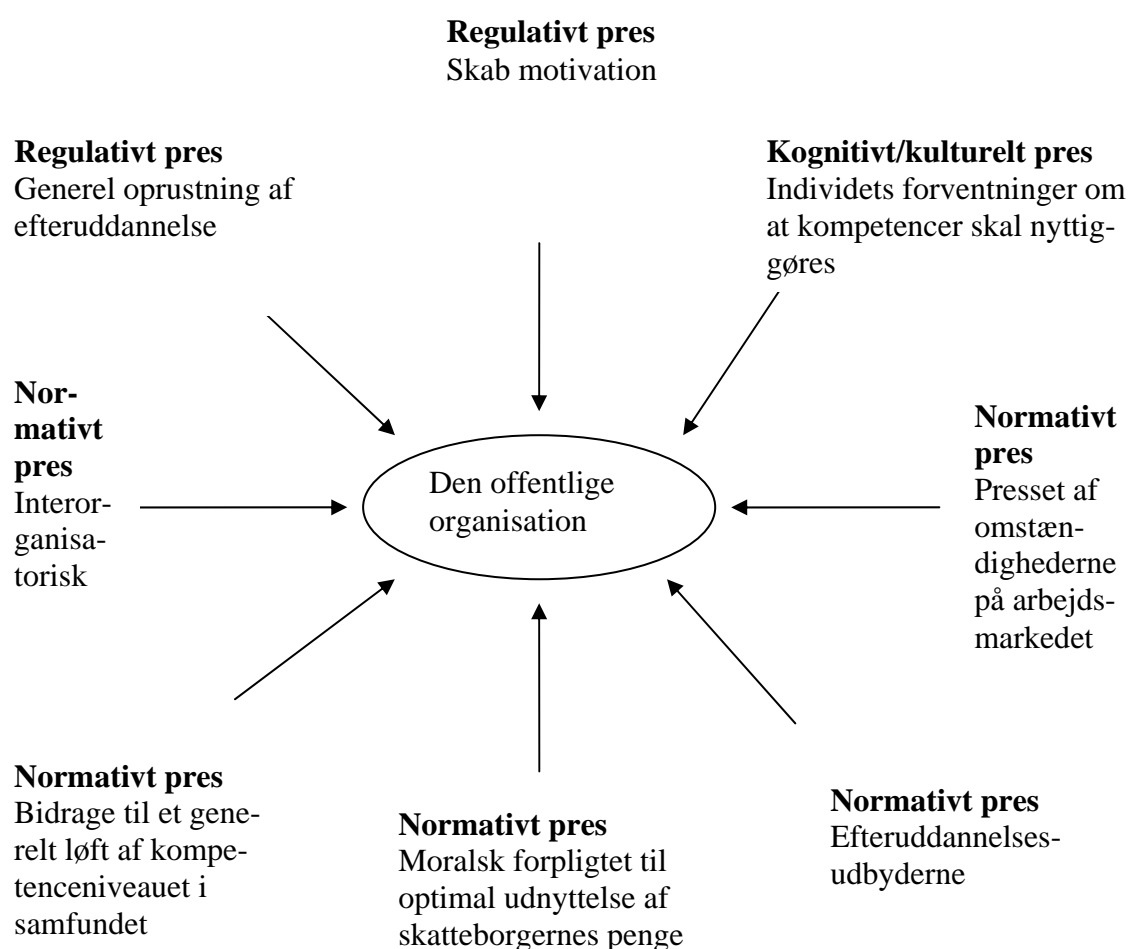 Regulativt pres
Skab motivation
Regulativt pres
Generel oprustning af
efteruddannelse
Kognitivt/kulturelt pres
Individets forventninger om
at kompetencer skal nyttig-
gøres
Nor-
mativt
pres
Interor-
ganisa-
torisk
Den offentlige
organisation
Normativt
pres
Presset af
omstæn-
dighederne
på arbejds-
markedet
Normativt pres
Bidrage til et gene-
relt løft af kompe-
tenceniveauet i
samfundet
Normativt pres
Moralsk forpligtet til
optimal udnyttelse af
skatteborgernes penge
Normativt pres
Efteruddannelses-
udbyderne